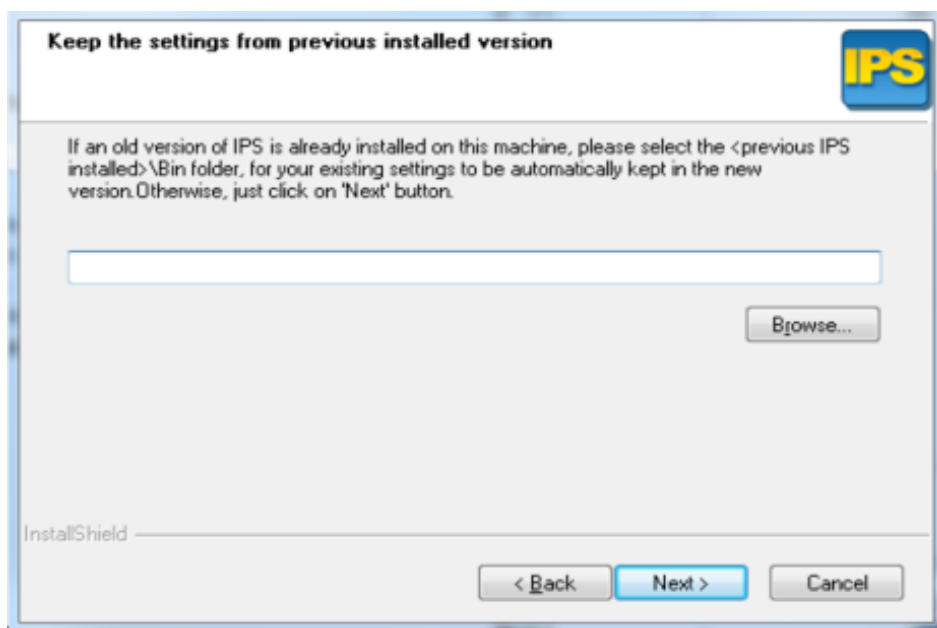 Keep the settings from previous installed version
IPS
If an old version of IPS is already installed on this machine, please select the <previous IPS
installed>\Bin folder, for your existing settings to be automatically kept in the new
version.Otherwise, just click on 'Next' button.
Browse...
InstallShield
< Back
Next >
Cancel